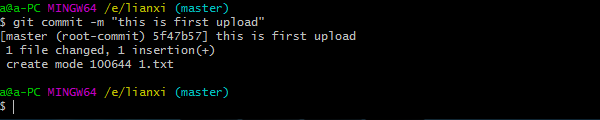 a@a-PC MINGW64 /e/lianxi (master)
$ git commit -m "this is first upload"
[master (root-commit) 5f47b57] this is first upload
 1 file changed, 1 insertion(+)
 create mode 100644 1.txt

a@a-PC MINGW64 /e/lianxi (master)
$